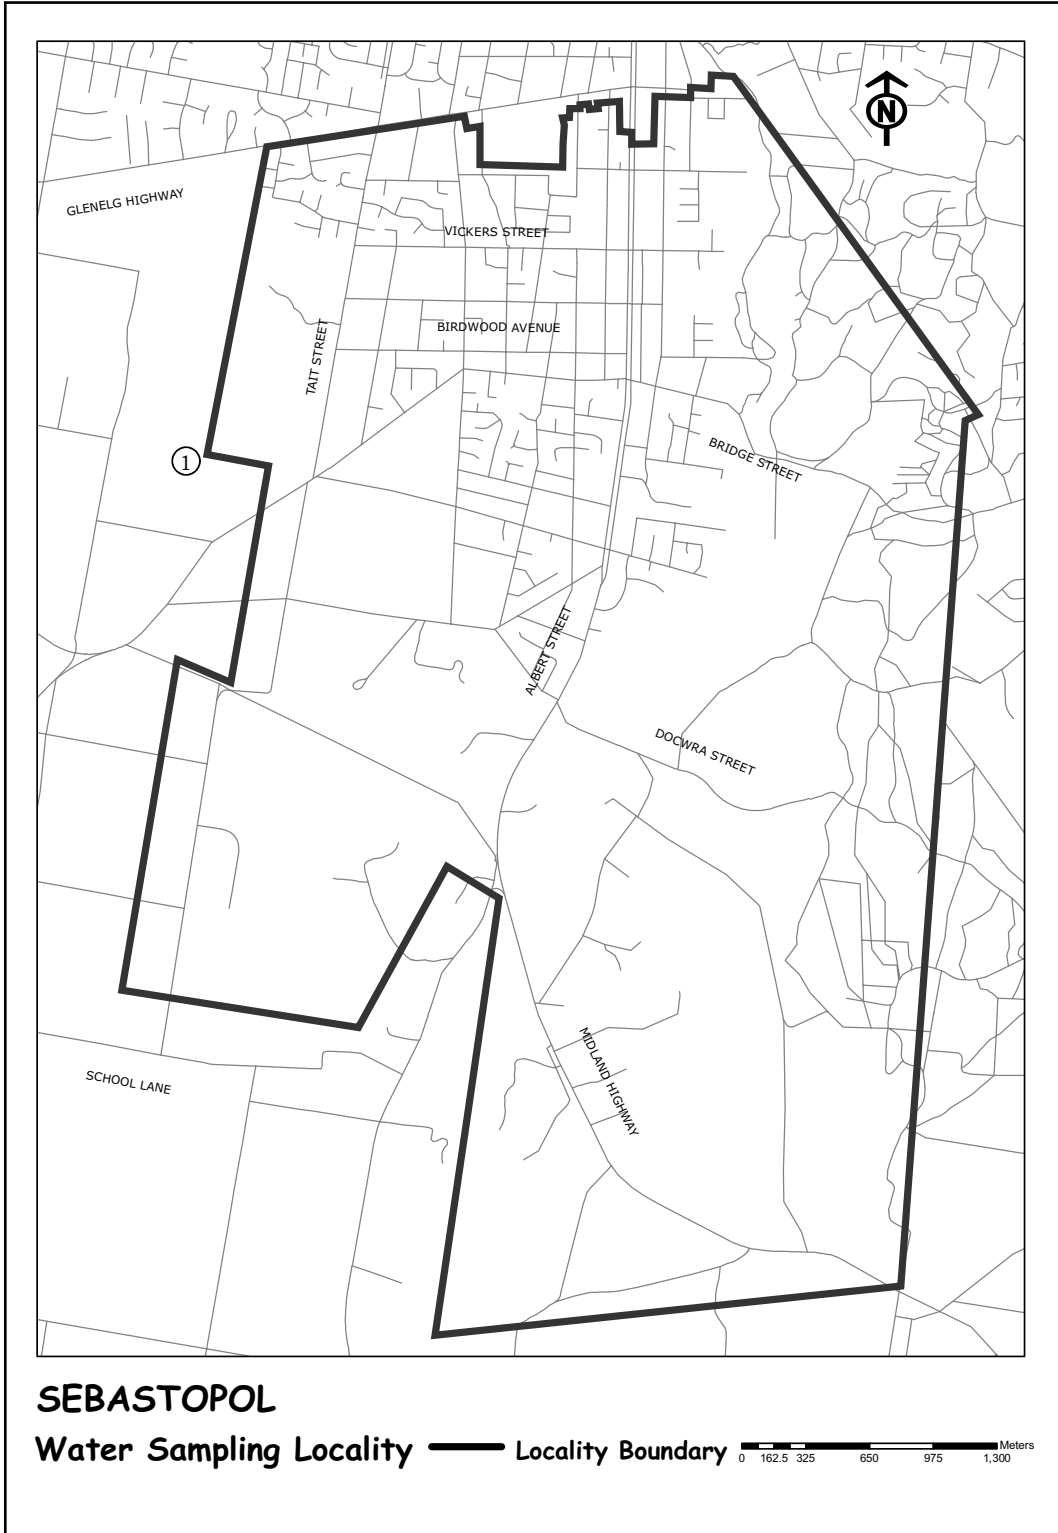 N
GLENELG HIGHWAY
VICKERS STREET
BIRDWOOD AVENUE
TAIT STREET
1
BRIDGE STREET
ALBERT STREET
DOCWRA STREET
MIDLAND HIGHWAY
SCHOOL LANE
SEBASTOPOL
Water Sampling Locality
Locality Boundary
Meters
0 162.5 325 650 975 1,300